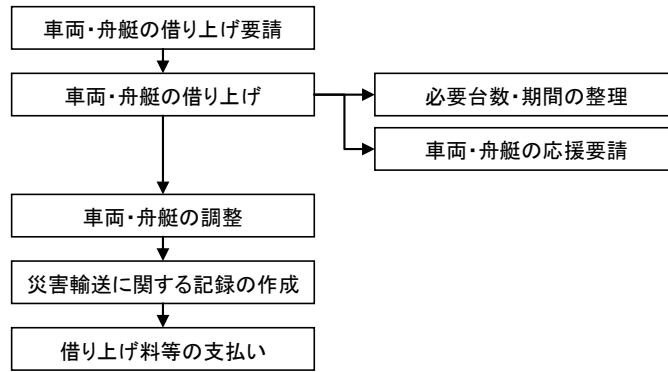 車両・舟艇の借り上げ要請
車両・舟艇の借り上げ
必要台数・期間の整理
車両・舟艇の応援要請
車両・舟艇の調整
災害輸送に関する記録の作成
借り上げ料等の支払い